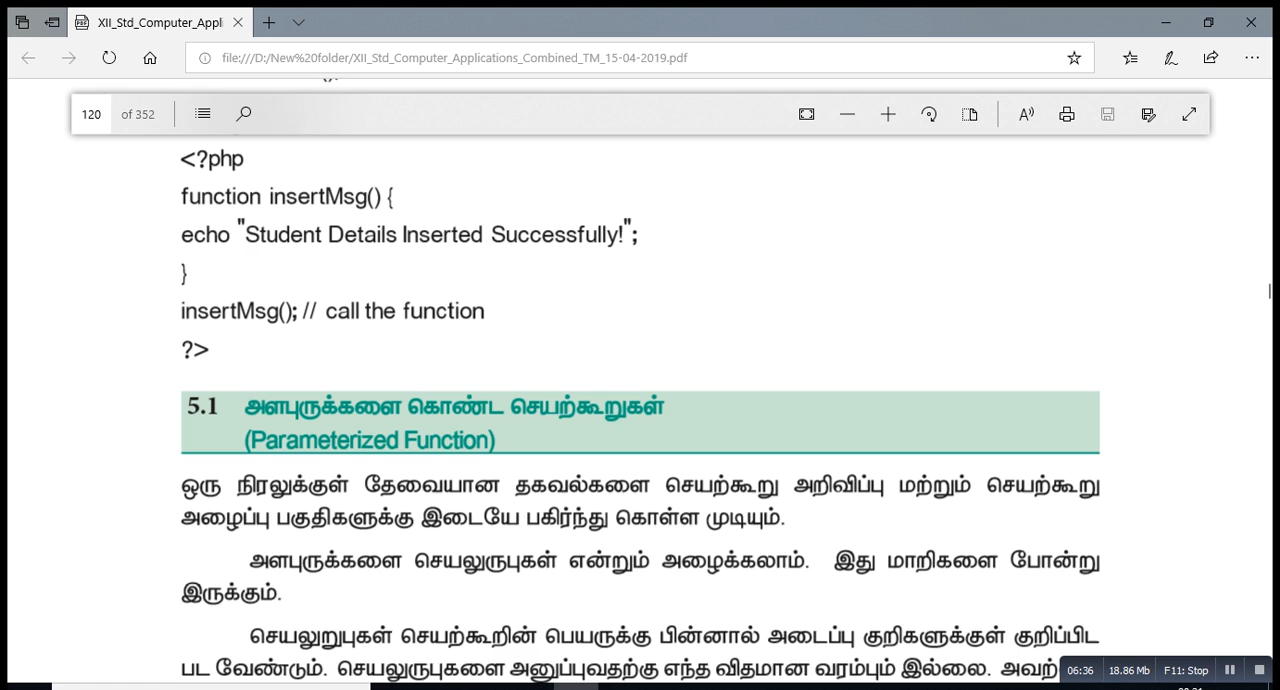 XII_Std_Computer_Appl
file:///D:/New%20folder/XII_Std_Computer_Applications_Combined_TM_15-04-2019.pdf
120 of 352
<?php
function insertMsg() {
echo "Student Details Inserted Successfully!";
}
insertMsg(); // call the function
?>
5.1 அளபுருக்களை கொண்ட செயற்கூறுகள்
(Parameterized Function)
ஒரு நிரலுக்குள் தேவையான தகவல்களை செயற்கூறு அறிவிப்பு மற்றும் செயற்கூறு
அழைப்பு பகுதிகளுக்கு இடையே பகிர்ந்து கொள்ள முடியும்.
அளபுருக்களை செயலுருபுகள் என்றும் அழைக்கலாம். இது மாறிகளை போன்று
இருக்கும்.
செயலுறுபுகள் செயற்கூறின் பெயருக்கு பின்னால் அடைப்பு குறிகளுக்குள் குறிப்பிட
பட வேண்டும். செயலுருபுகளை அனுப்புவதற்கு எந்த விதமான வரம்பும் இல்லை.
06:36 18.86 Mb F11: Stop